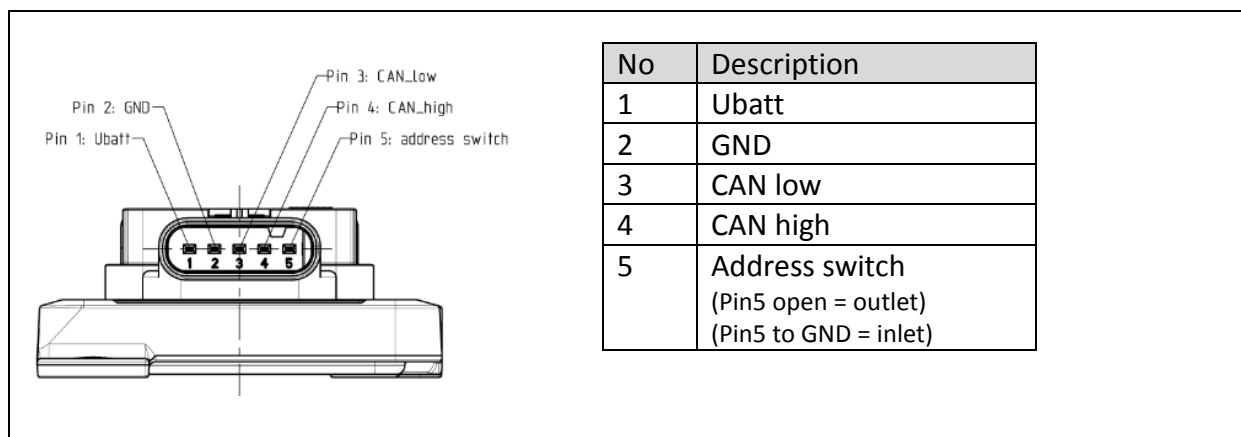 Pin 3: CAN_low
Pin 2: GND
Pin 4: CAN_high
Pin 1: Ubatt
Pin 5: address switch
1 2 3 4 5
No Description
1 Ubatt
2 GND
3 CAN low
4 CAN high
5 Address switch
(Pin5 open = outlet)
(Pin5 to GND = inlet)